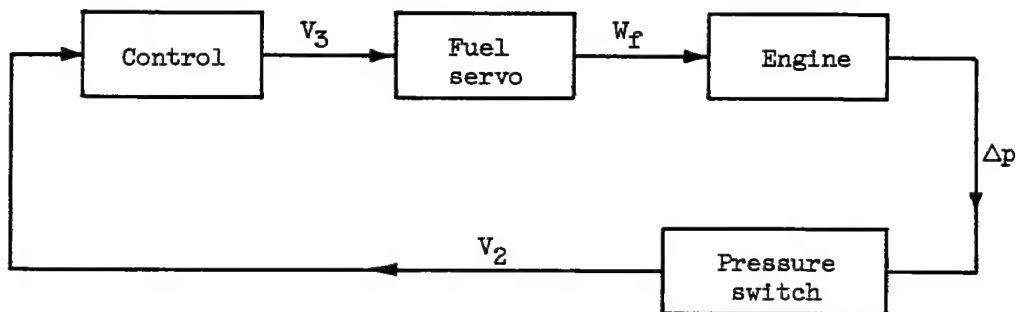 Control
V3
Fuel
servo
Wf
Engine
Δp
V2
Pressure
switch